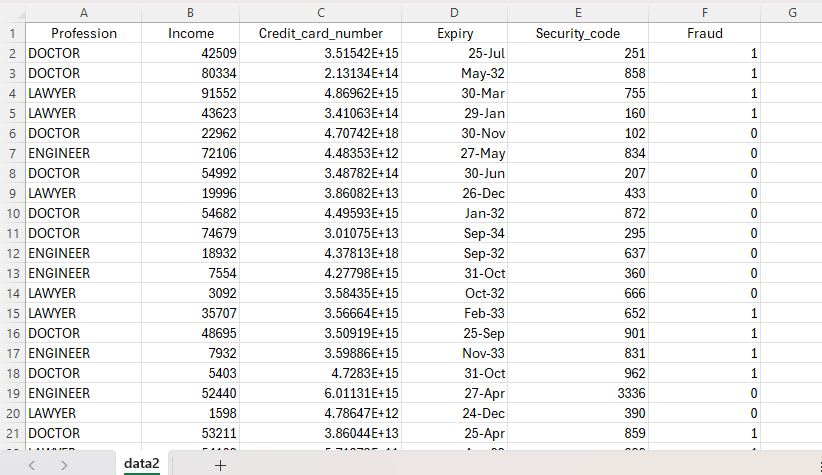 A B C D E F G
1 Profession Income Credit_card_number Expiry Security_code Fraud
2 DOCTOR 42509 3.51542E+15 25-Jul 251 1
3 DOCTOR 80334 2.13134E+14 May-32 858 1
4 LAWYER 91552 4.86962E+15 30-Mar 755 1
5 LAWYER 43623 3.41063E+14 29-Jan 160 1
6 DOCTOR 22962 4.70742E+18 30-Nov 102 0
7 ENGINEER 72106 4.48353E+12 27-May 834 0
8 DOCTOR 54992 3.48782E+14 30-Jun 207 0
9 LAWYER 19996 3.86082E+13 26-Dec 433 0
10 DOCTOR 54682 4.49593E+15 Jan-32 872 0
11 DOCTOR 74679 3.01075E+13 Sep-34 295 0
12 ENGINEER 18932 4.37813E+18 Sep-32 637 0
13 ENGINEER 7554 4.27798E+15 31-Oct 360 0
14 LAWYER 3092 3.58435E+15 Oct-32 666 0
15 LAWYER 35707 3.56664E+15 Feb-33 652 1
16 DOCTOR 48695 3.50919E+15 25-Sep 901 1
17 ENGINEER 7932 3.59886E+15 Nov-33 831 1
18 DOCTOR 5403 4.7283E+15 31-Oct 962 1
19 ENGINEER 52440 6.01131E+15 27-Apr 3336 0
20 LAWYER 1598 4.78647E+12 24-Dec 390 0
21 DOCTOR 53211 3.86044E+13 25-Apr 859 1
data2